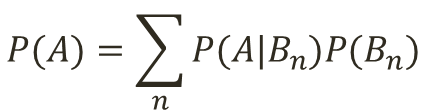 P(A) = ∑ₙ P(A|Bₙ)P(Bₙ)